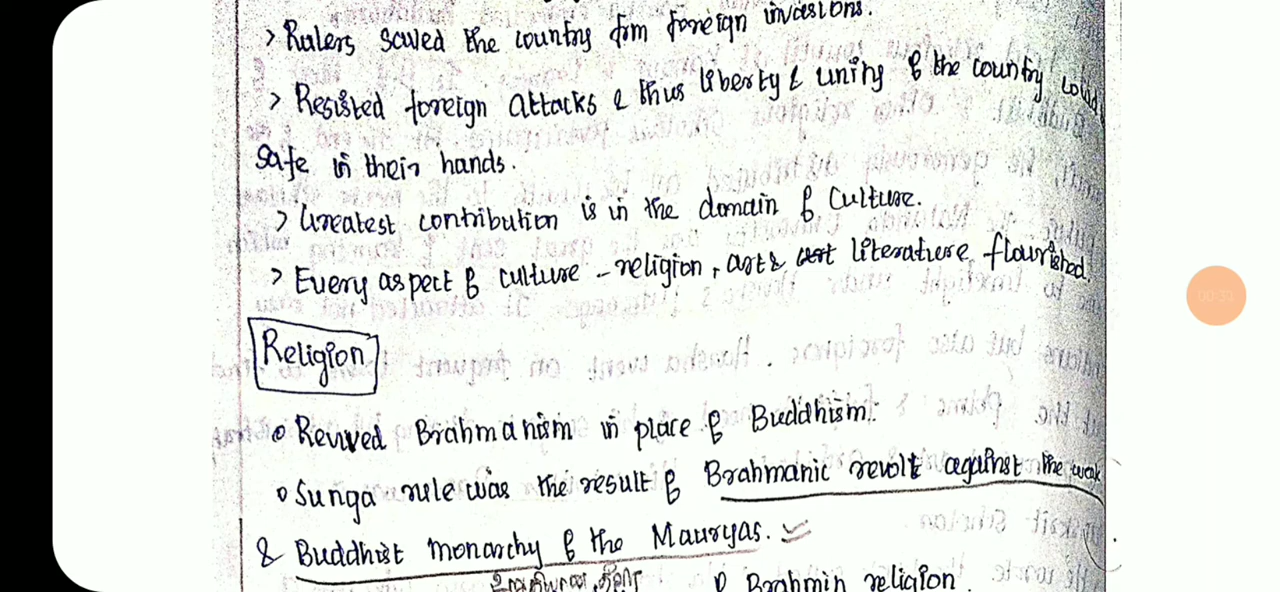 > Rulers saved the country from foreign invasions.
> Resisted foreign attacks & thus liberty & unity of the country
safe in their hands.
> Greatest contribution is in the domain of culture.
> Every aspect of culture - religion, art & literature flourished.
Religion
o Revived Brahmanism in place of Buddhism.
o Sunga rule was the result of Brahmanic revolt against the weak
& Buddhist monarchy of the Mauryas.
Brahmin religion.